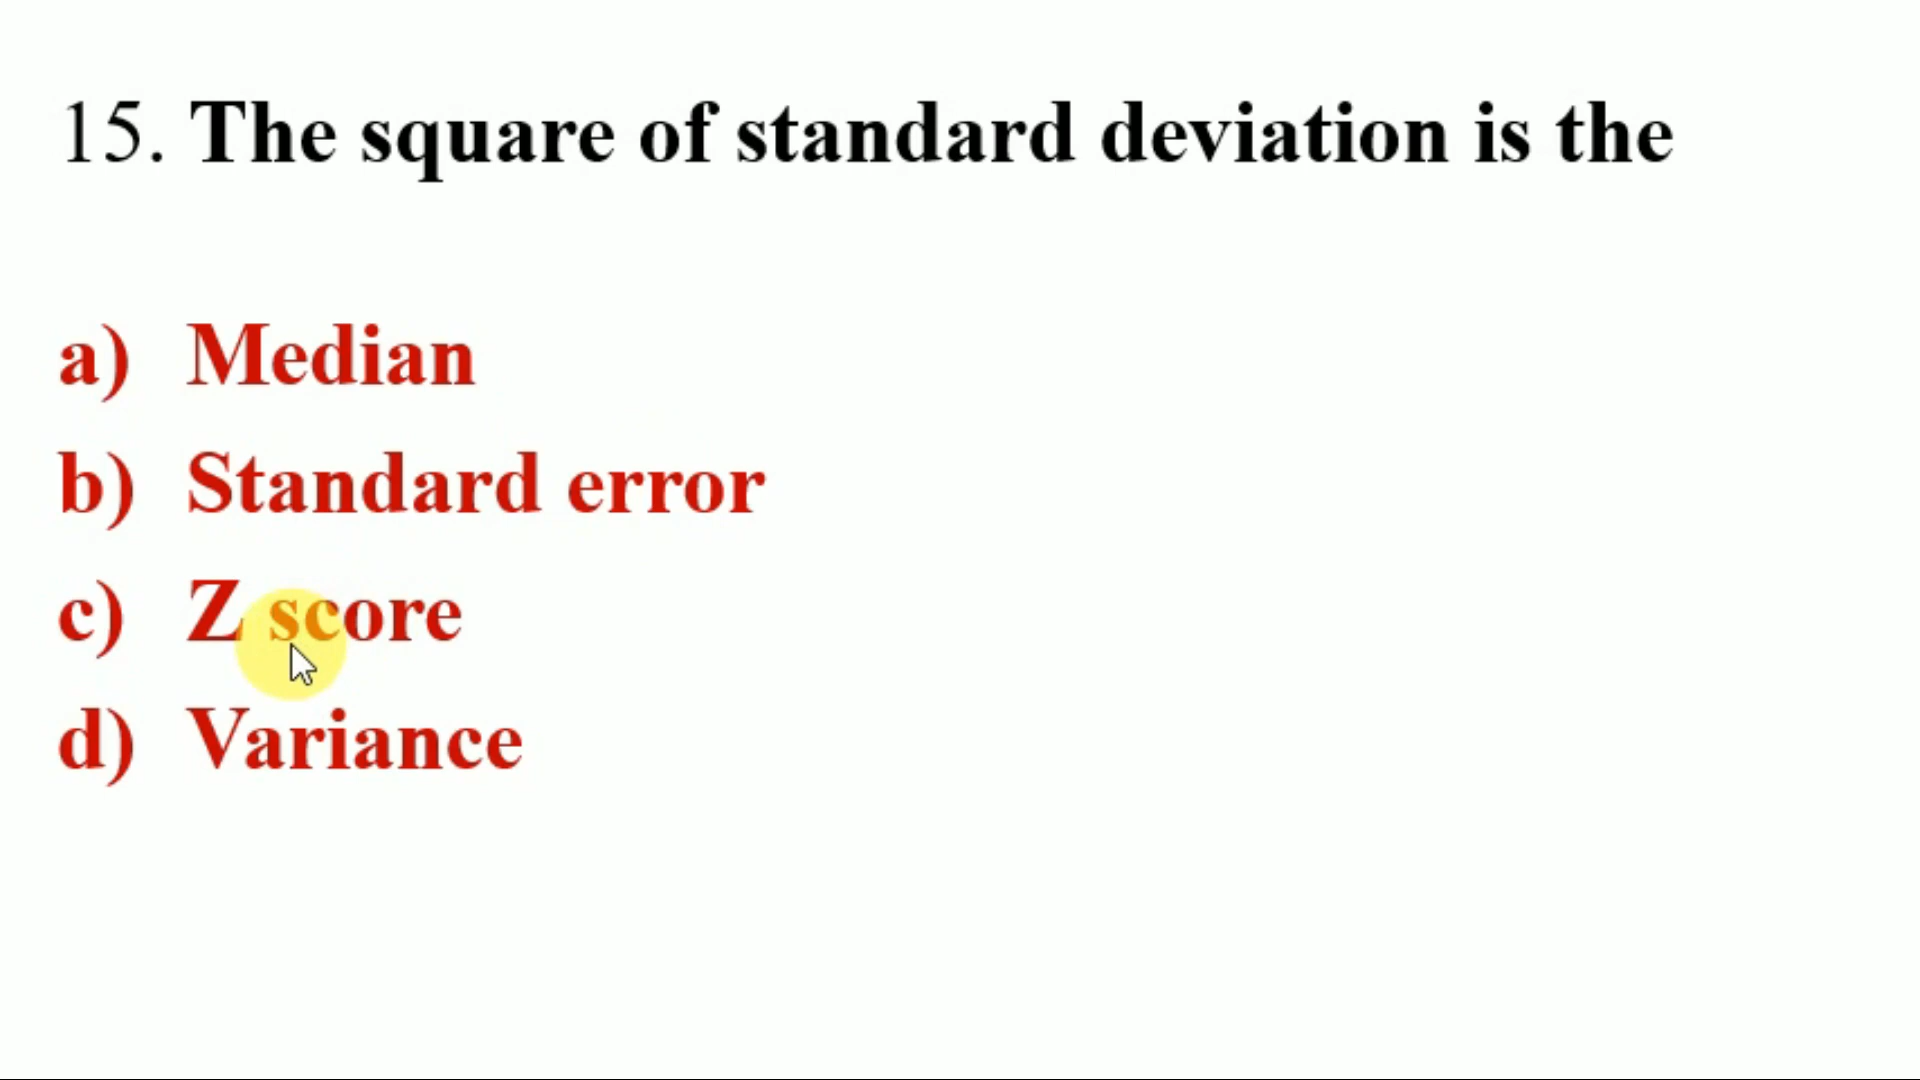 15. The square of standard deviation is the
a) Median
b) Standard error
c) Z score
d) Variance